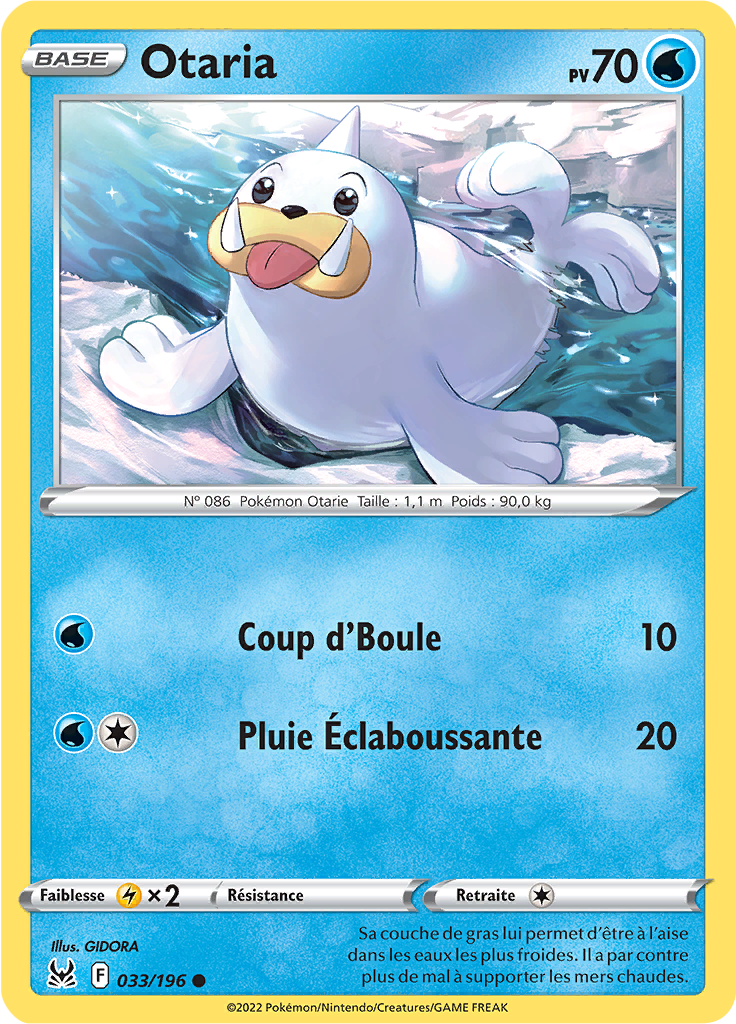 BASE Otaria PV70
N° 086 Pokémon Otarie Taille : 1,1 m Poids : 90,0 kg
Coup d’Boule 10
Pluie Éclaboussante 20
Faiblesse ×2 Résistance Retraite
Sa couche de gras lui permet d’être à l’aise
dans les eaux les plus froides. Il a par contre
plus de mal à supporter les mers chaudes.
Illus. GIDORA
F 033/196
©2022 Pokémon/Nintendo/Creatures/GAME FREAK